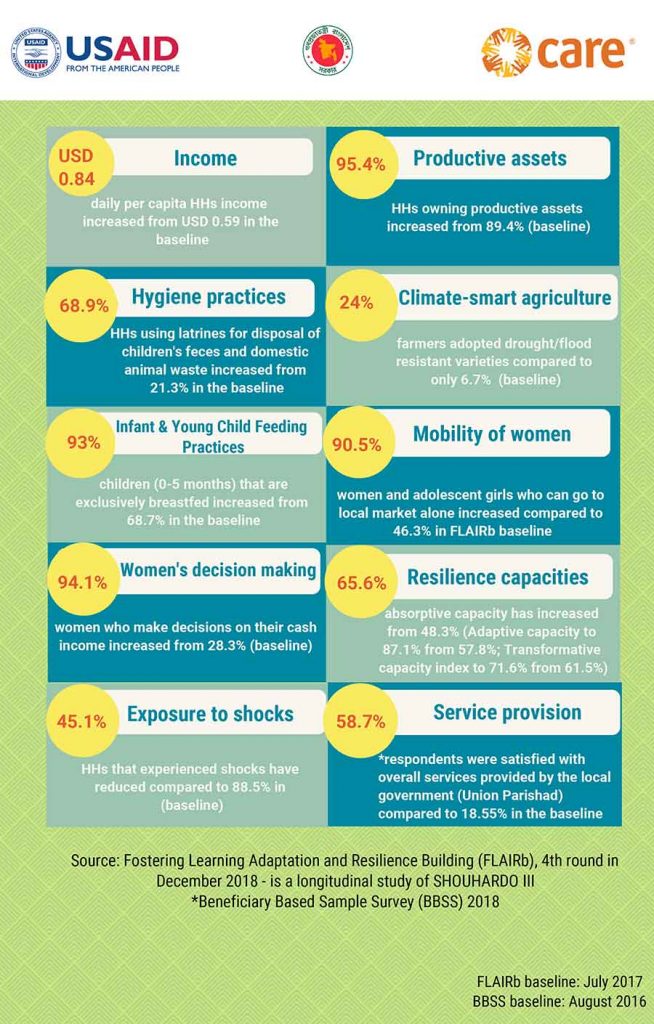 USAID
FROM THE AMERICAN PEOPLE
care
USD
0.84
Income
daily per capita HHs income
increased from USD 0.59 in the
baseline
95.4%
Productive assets
HHs owning productive assets
increased from 89.4% (baseline)
68.9%
Hygiene practices
HHs using latrines for disposal of
children's feces and domestic
animal waste increased from
21.3% in the baseline
24%
Climate-smart agriculture
farmers adopted drought/flood
resistant varieties compared to
only 6.7% (baseline)
93%
Infant & Young Child Feeding
Practices
children (0-5 months) that are
exclusively breastfed increased from
68.7% in the baseline
90.5%
Mobility of women
women and adolescent girls who can go to
local market alone increased compared to
46.3% in FLAIRb baseline
94.1%
Women's decision making
women who make decisions on their cash
income increased from 28.3% (baseline)
65.6%
Resilience capacities
absorptive capacity has increased
from 48.3% (Adaptive capacity to
87.1% from 57.8%; Transformative
capacity index to 71.6% from 61.5%)
45.1%
Exposure to shocks
HHs that experienced shocks have
reduced compared to 88.5% in
(baseline)
58.7%
Service provision
*respondents were satisfied with
overall services provided by the local
government (Union Parishad)
compared to 18.55% in the baseline
Source: Fostering Learning Adaptation and Resilience Building (FLAIRb), 4th round in
December 2018 - is a longitudinal study of SHOUHARDO III
*Beneficiary Based Sample Survey (BBSS) 2018
FLAIRb baseline: July 2017
BBSS baseline: August 2016